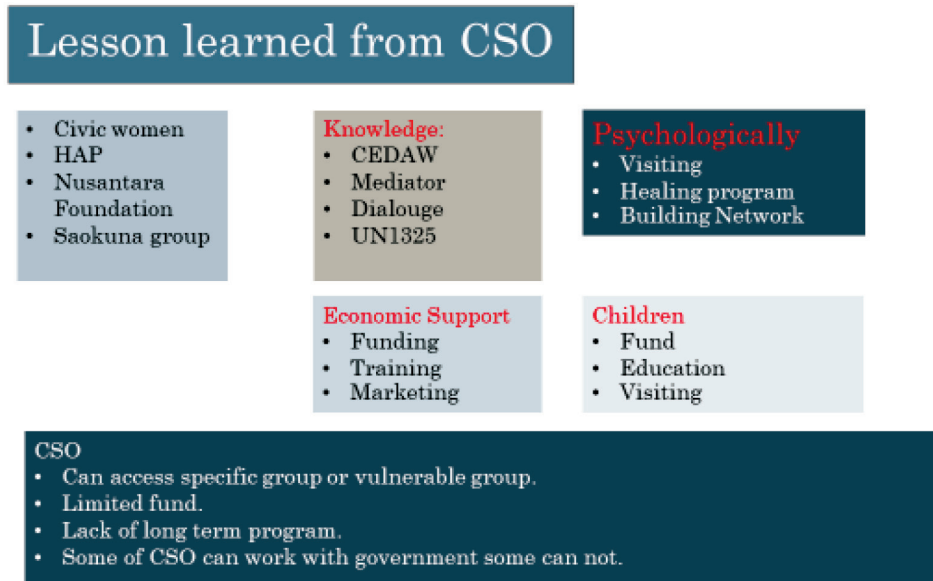 Lesson learned from CSO
• Civic women
• HAP
• Nusantara
Foundation
• Saokuna group
Knowledge:
• CEDAW
• Mediator
• Dialouge
• UN1325
Psychologically
• Visiting
• Healing program
• Building Network
Economic Support
• Funding
• Training
• Marketing
Children
• Fund
• Education
• Visiting
CSO
• Can access specific group or vulnerable group.
• Limited fund.
• Lack of long term program.
• Some of CSO can work with government some can not.